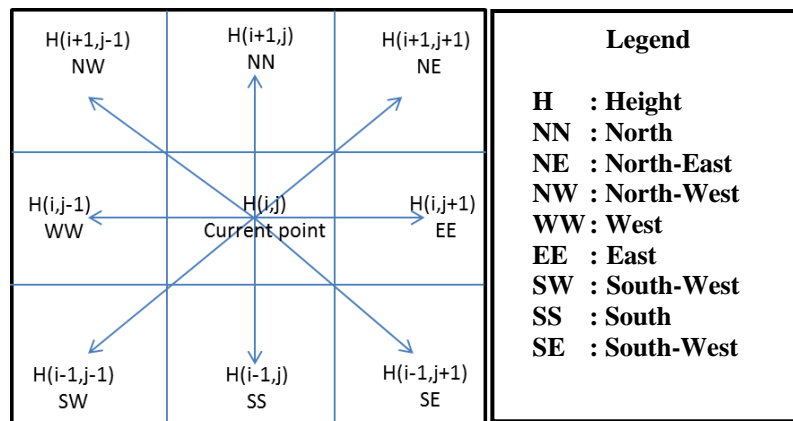 H(i+1,j-1)
NW
H(i+1,j)
NN
H(i+1,j+1)
NE
H(i,j-1)
WW
H(i,j)
Current point
H(i,j+1)
EE
H(i-1,j-1)
SW
H(i-1,j)
SS
H(i-1,j+1)
SE
Legend
H : Height
NN : North
NE : North-East
NW : North-West
WW : West
EE : East
SW : South-West
SS : South
SE : South-West